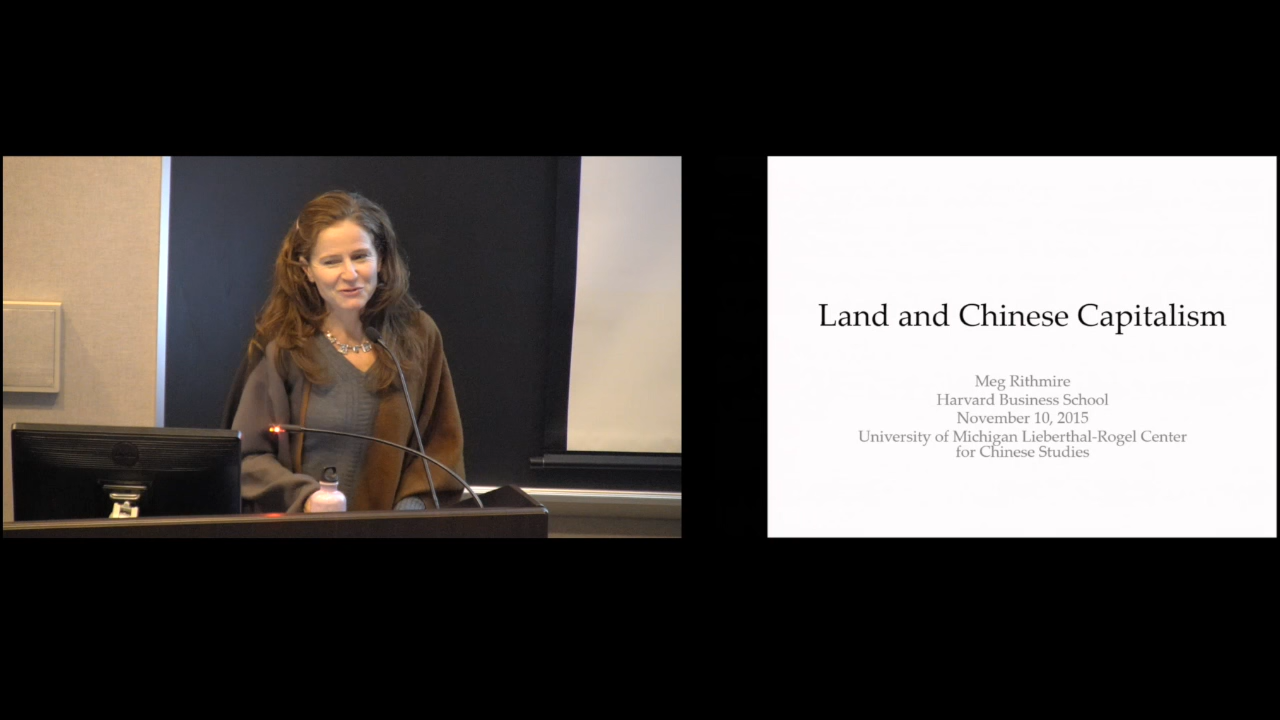 Land and Chinese Capitalism
Meg Rithmire
Harvard Business School
November 10, 2015
University of Michigan Lieberthal-Rogel Center
for Chinese Studies